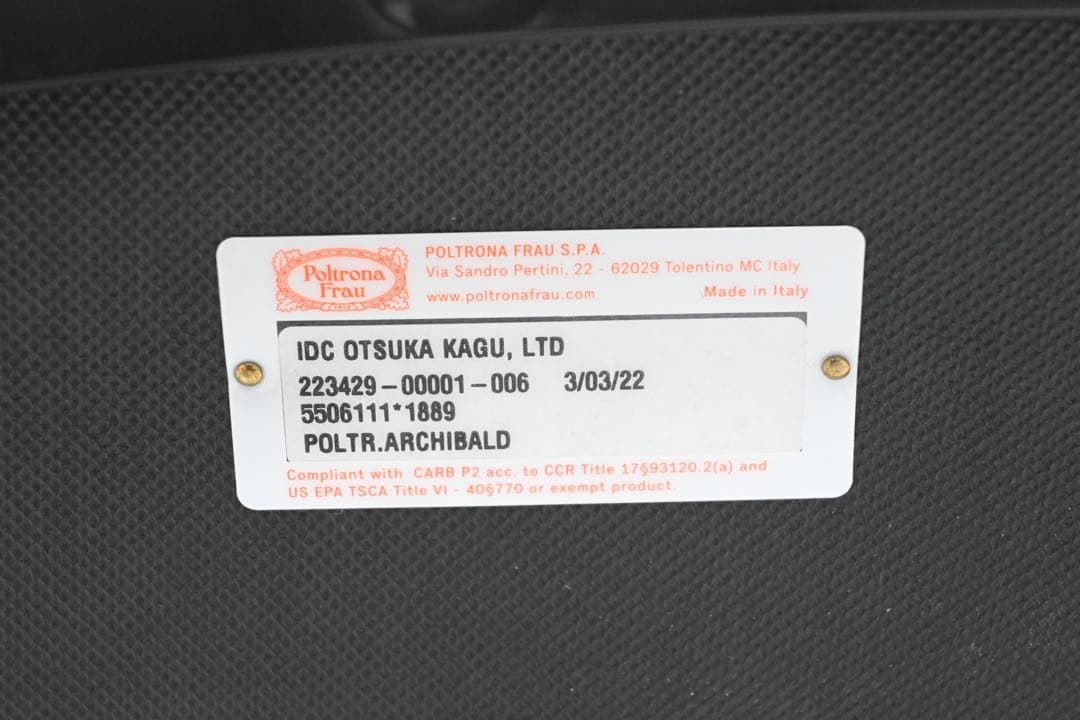 Poltrona
Frau
POLTRONA FRAU S.P.A.
Via Sandro Pertini, 22 - 62029 Tolentino MC Italy
www.poltronafrau.com Made in Italy
IDC OTSUKA KAGU, LTD
223429-00001-006 3/03/22
5506111*1889
POLTR.ARCHIBALD
Compliant with CARB P2 acc. to CCR Title 17§93120.2(a) and
US EPA TSCA Title VI - 40§770 or exempt product.